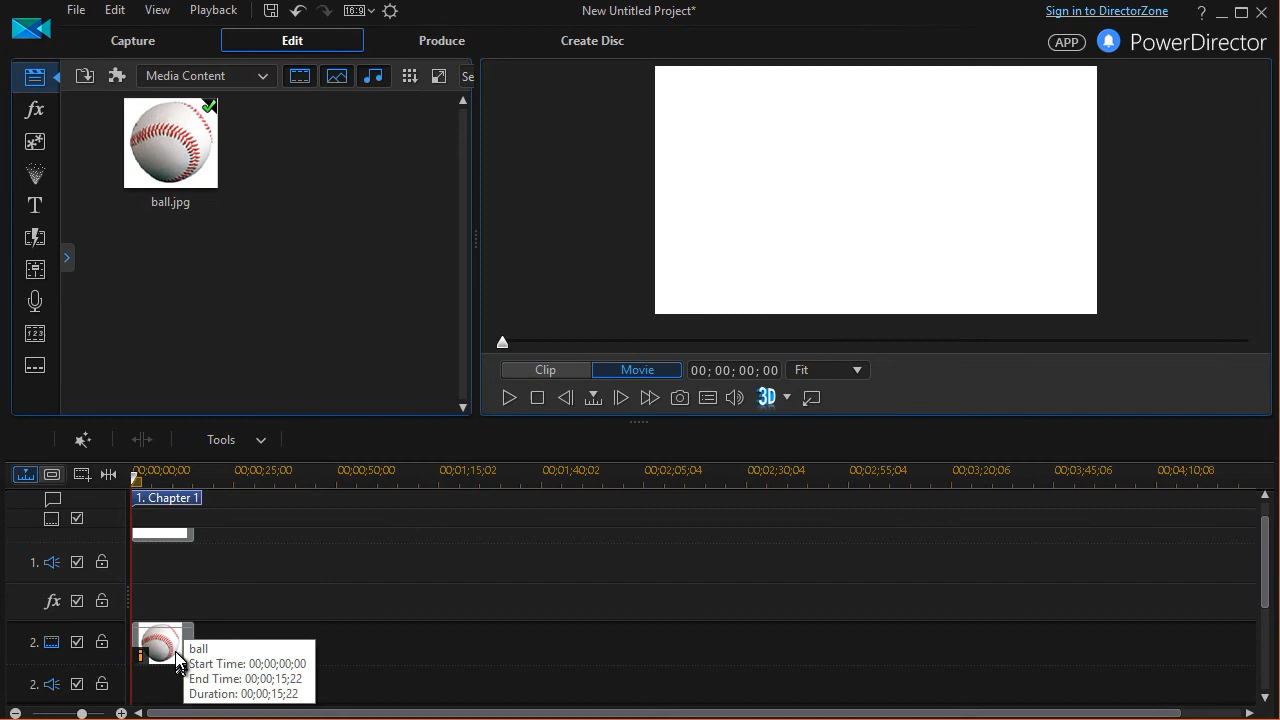 File Edit View Playback 16:9 New Untitled Project* Sign in to DirectorZone ?
Capture Edit Produce Create Disc APP PowerDirector
Media Content Se
fx
ball.jpg
T
123
Clip Movie 00; 00; 00; 00 Fit
3D
Tools
00;00;00;00 00;00;25;00 00;00;50;00 00;01;15;02 00;01;40;02 00;02;05;04 00;02;30;04 00;02;55;04 00;03;20;06 00;03;45;06 00;04;10;08
1. Chapter 1
1.
fx
2.
i
ball
Start Time: 00;00;00;00
End Time: 00;00;15;22
Duration: 00;00;15;22
2.